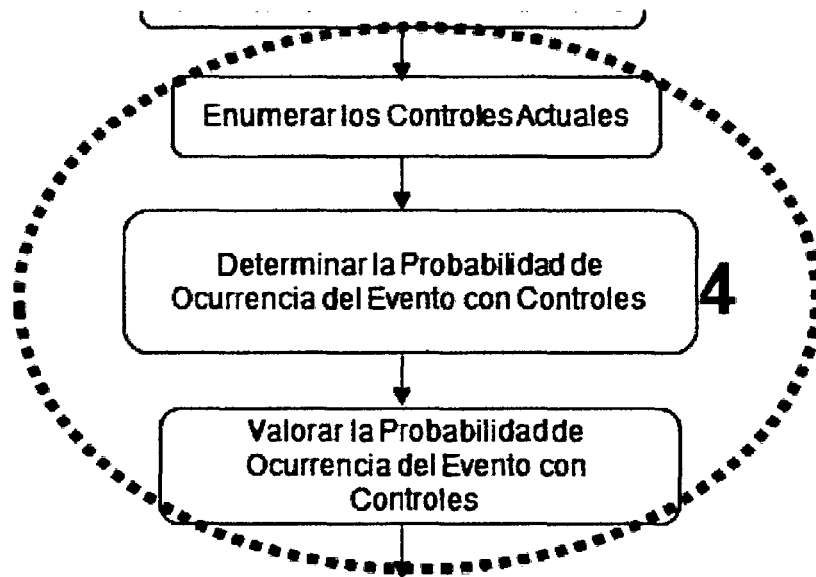 Enumerar los Controles Actuales
Determinar la Probabilidad de
Ocurrencia del Evento con Controles
4
Valorar la Probabilidad de
Ocurrencia del Evento con
Controles